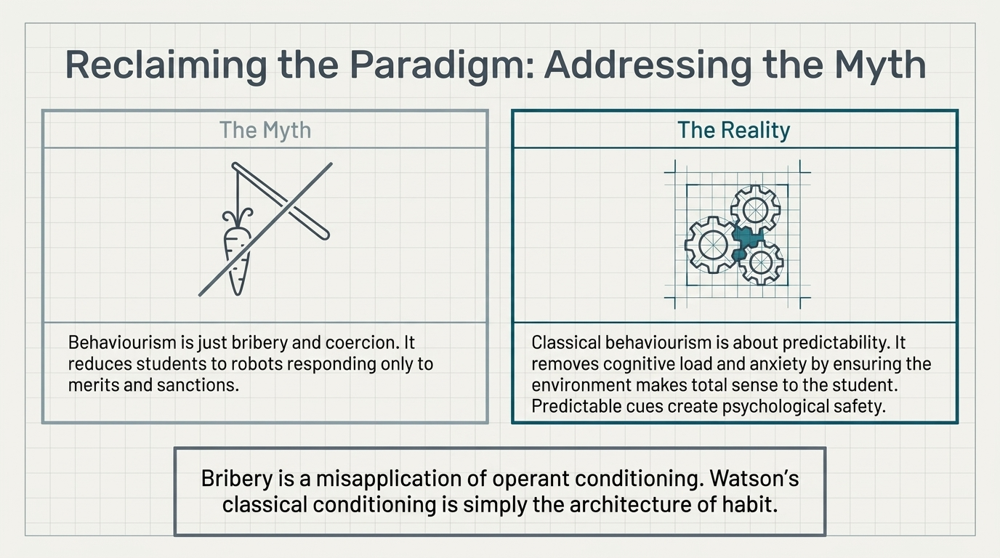 Reclaiming the Paradigm: Addressing the Myth
The Myth
Behaviourism is just bribery and coercion. It
reduces students to robots responding only to
merits and sanctions.
The Reality
Classical behaviourism is about predictability. It
removes cognitive load and anxiety by ensuring the
environment makes total sense to the student.
Predictable cues create psychological safety.
Bribery is a misapplication of operant conditioning. Watson’s
classical conditioning is simply the architecture of habit.